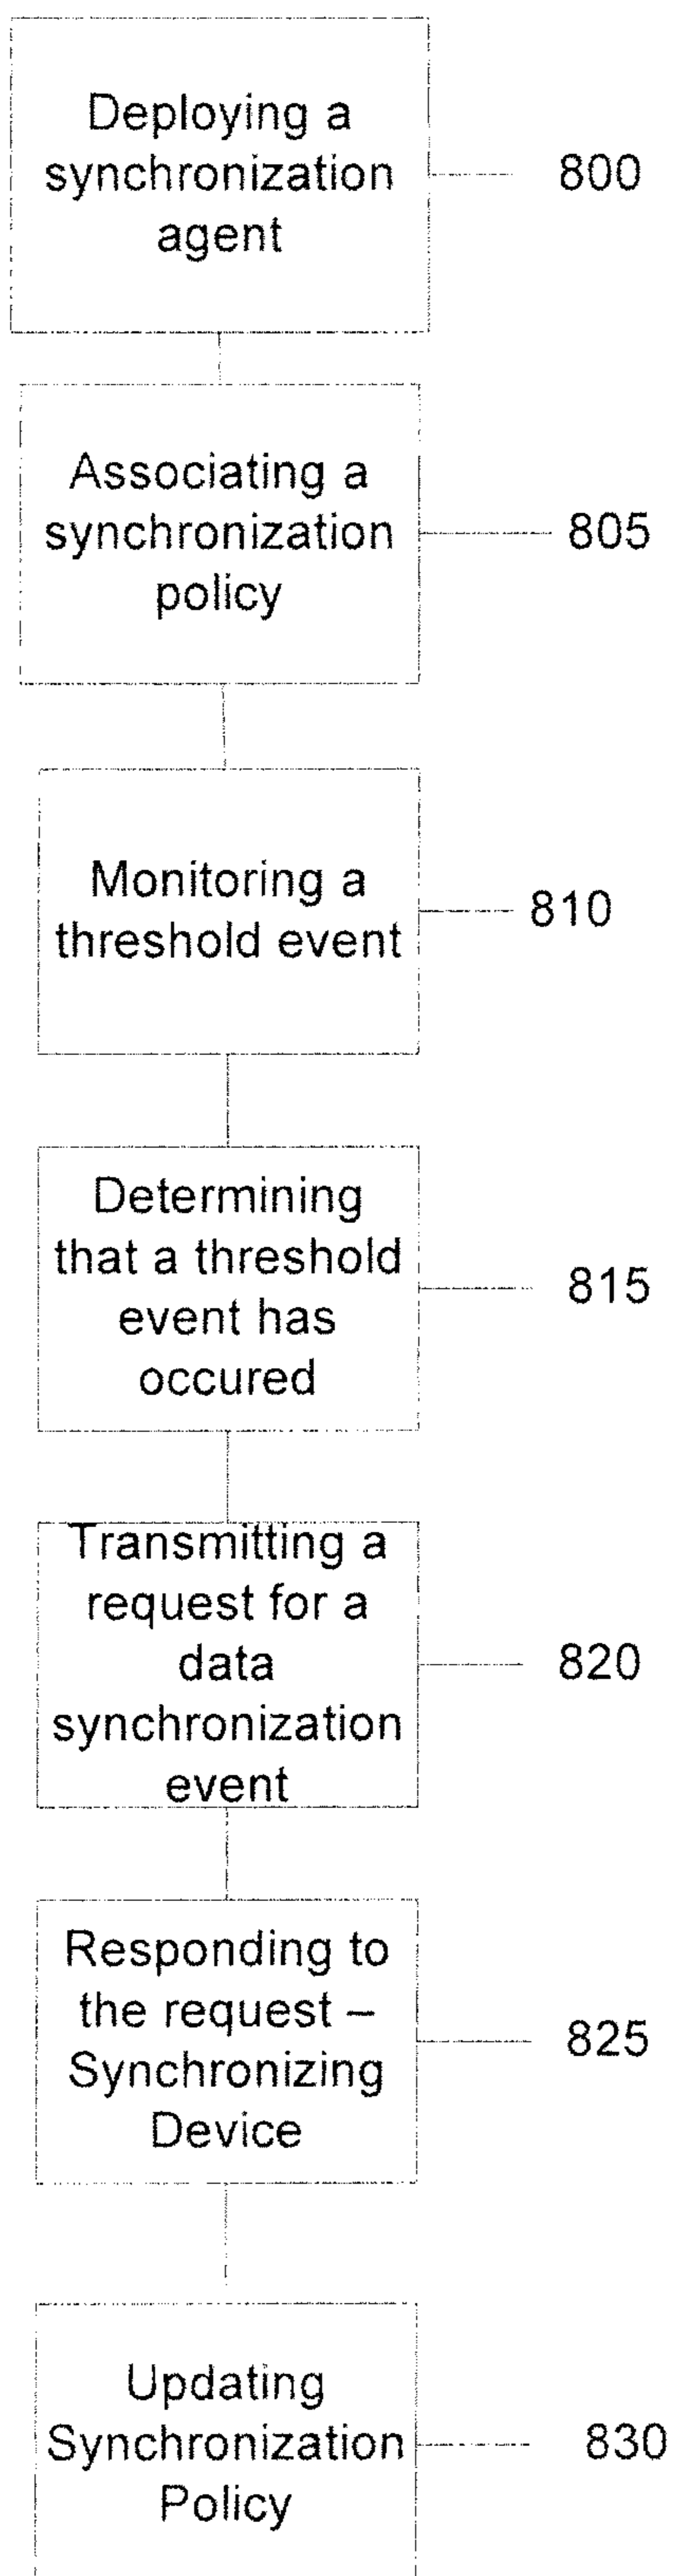 Deploying a
synchronization
agent
800
Associating a
synchronization
policy
805
Monitoring a
threshold event
810
Determining
that a threshold
event has
occured
815
Transmitting a
request for a
data
synchronization
event
820
Responding to
the request –
Synchronizing
Device
825
Updating
Synchronization
Policy
830